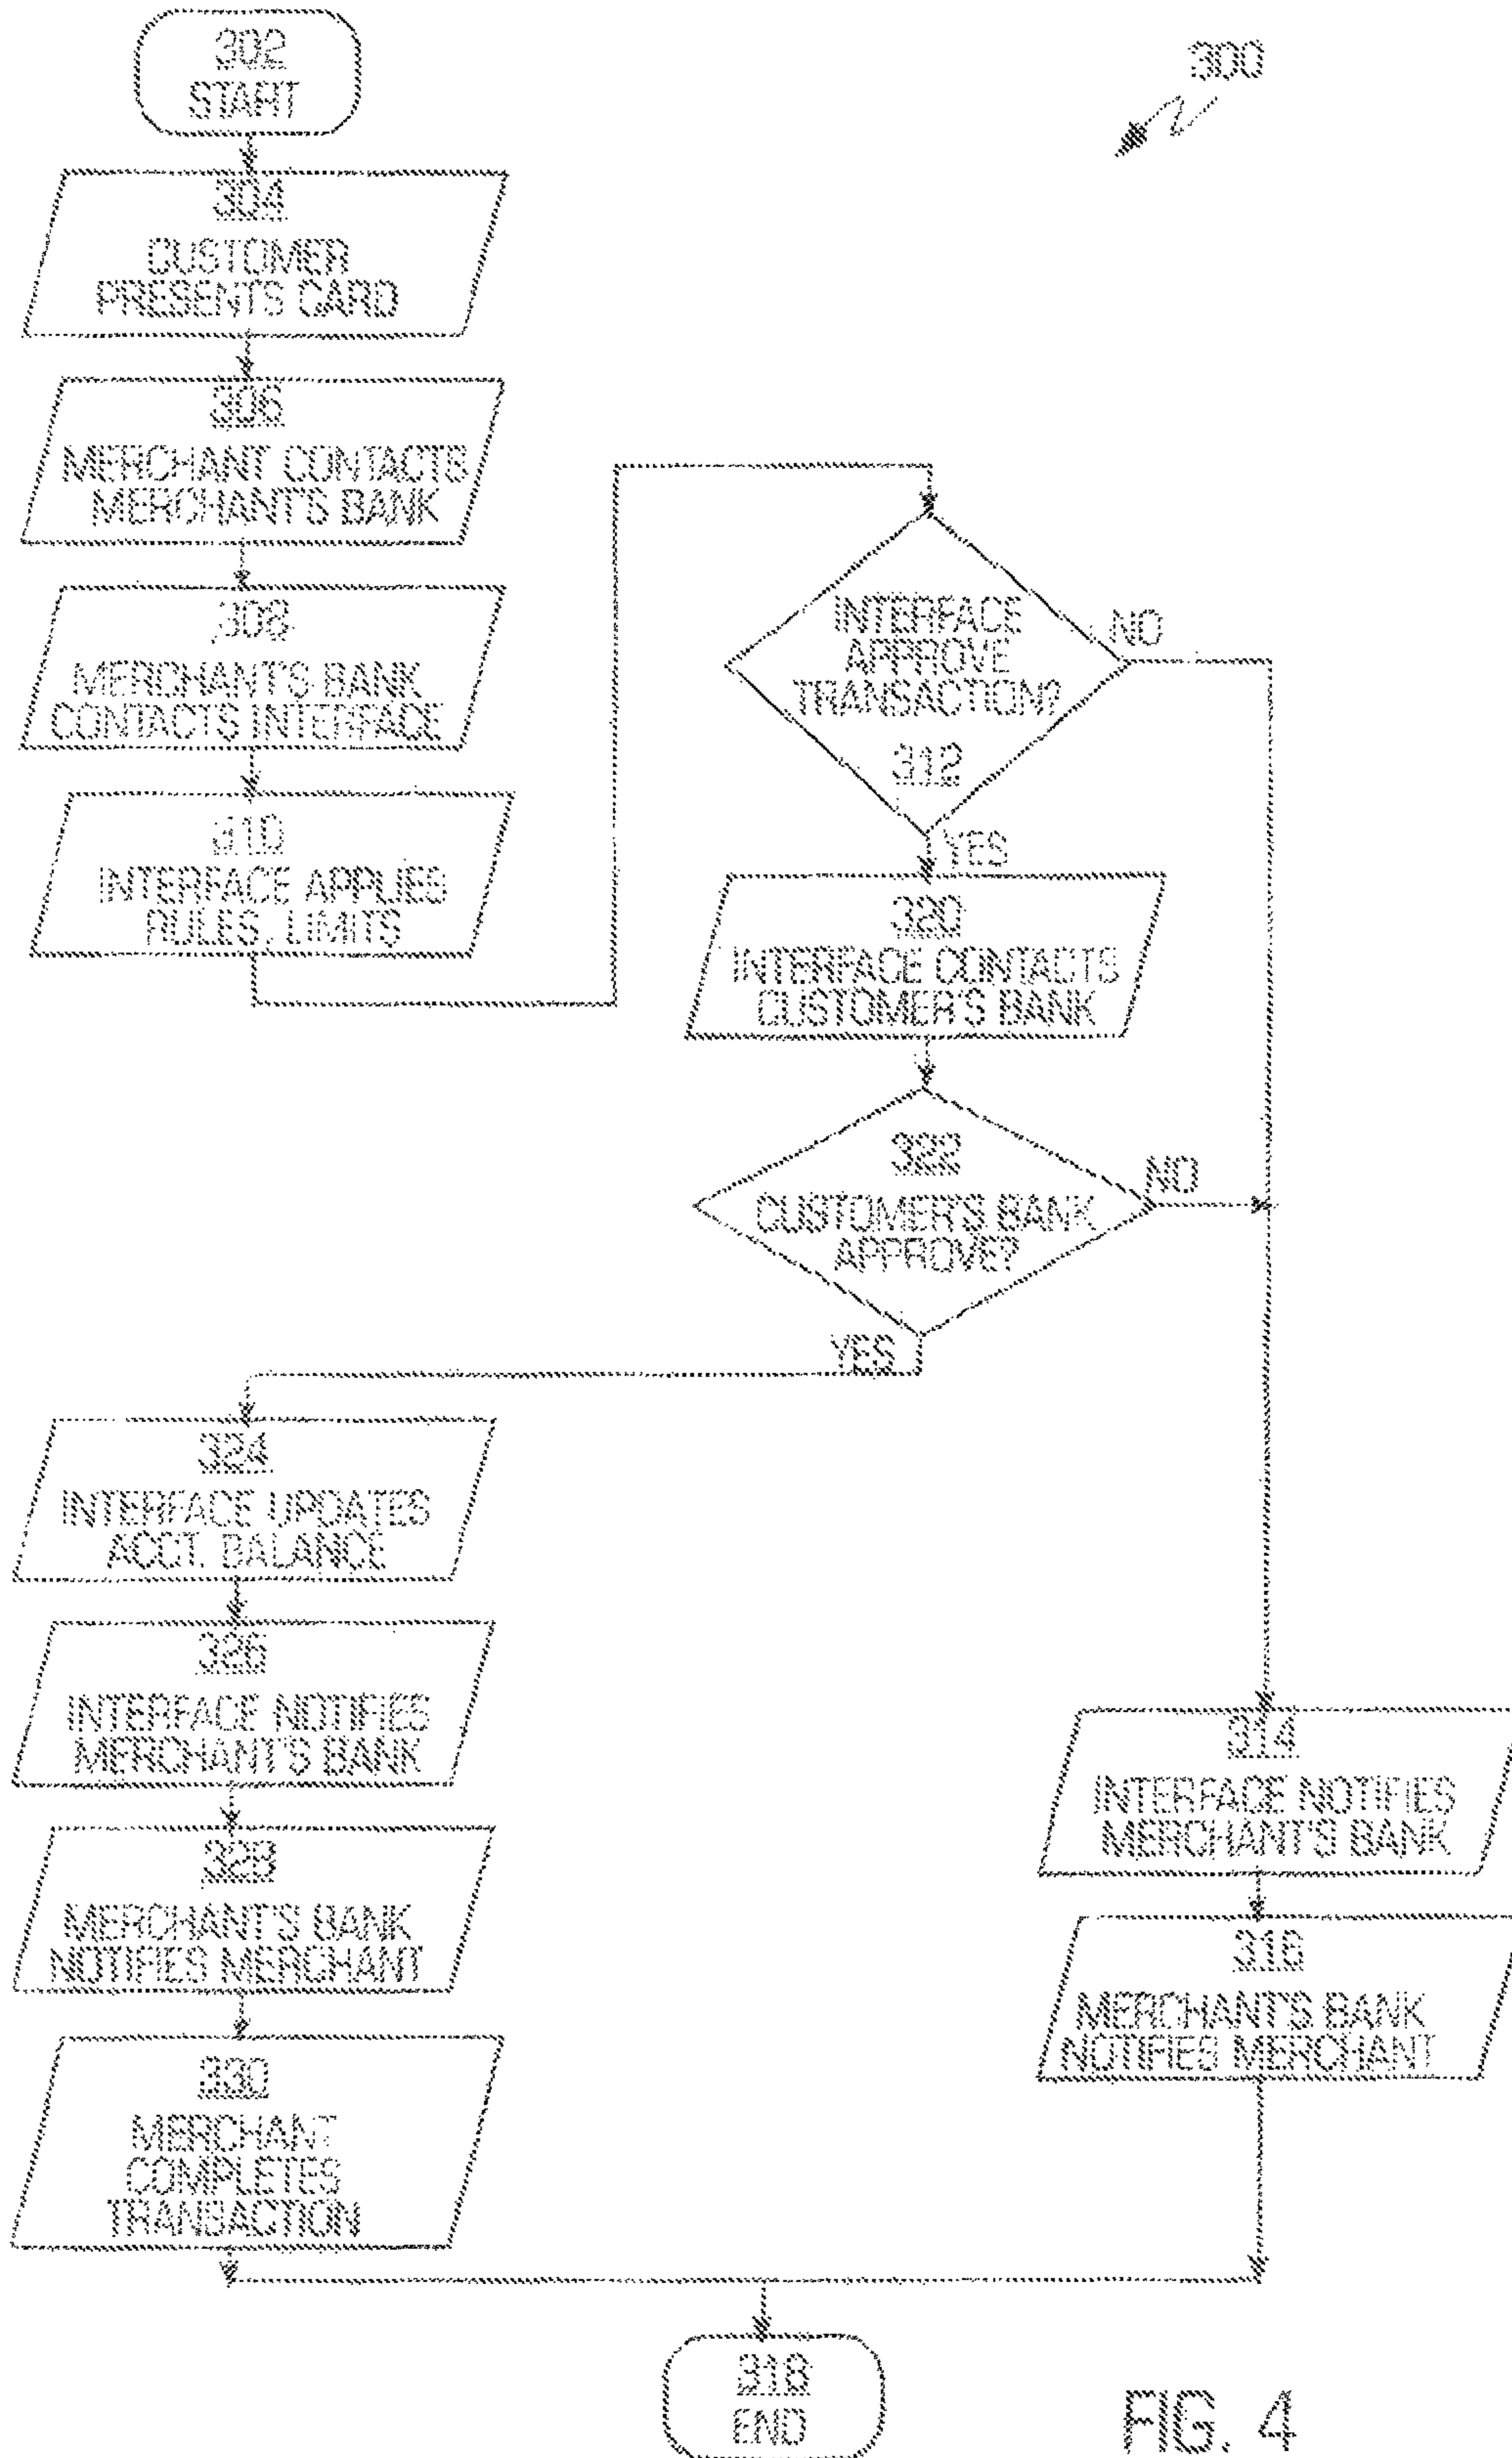 302
START
300
304
CUSTOMER
PRESENTS CARD
306
MERCHANT CONTACTS
MERCHANT'S BANK
308
MERCHANT'S BANK
CONTACTS INTERFACE
310
INTERFACE APPLIES
RULES, LIMITS
INTERFACE
APPROVE
TRANSACTION?
312
NO
YES
320
INTERFACE CONTACTS
CUSTOMER'S BANK
322
CUSTOMER'S BANK
APPROVE?
NO
YES
324
INTERFACE UPDATES
ACCT. BALANCE
326
INTERFACE NOTIFIES
MERCHANT'S BANK
328
MERCHANT'S BANK
NOTIFIES MERCHANT
330
MERCHANT
COMPLETES
TRANSACTION
314
INTERFACE NOTIFIES
MERCHANT'S BANK
316
MERCHANT'S BANK
NOTIFIES MERCHANT
318
END
FIG. 4